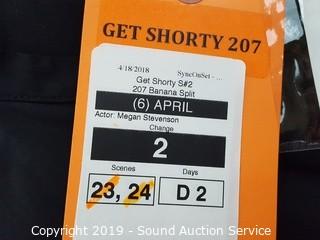 GET SHORTY 207
4/18/2018 SyncOnSet - ...
Get Shorty S#2
207 Banana Split
(6) APRIL
Actor: Megan Stevenson
Change
2
Scenes Days
23, 24 D 2
Copyright 2019 - Sound Auction Service